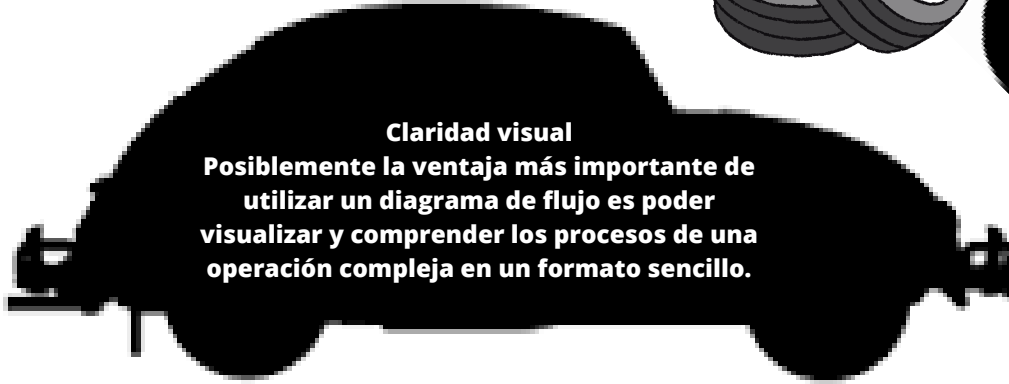 Claridad visual
Posiblemente la ventaja más importante de
utilizar un diagrama de flujo es poder
visualizar y comprender los procesos de una
operación compleja en un formato sencillo.